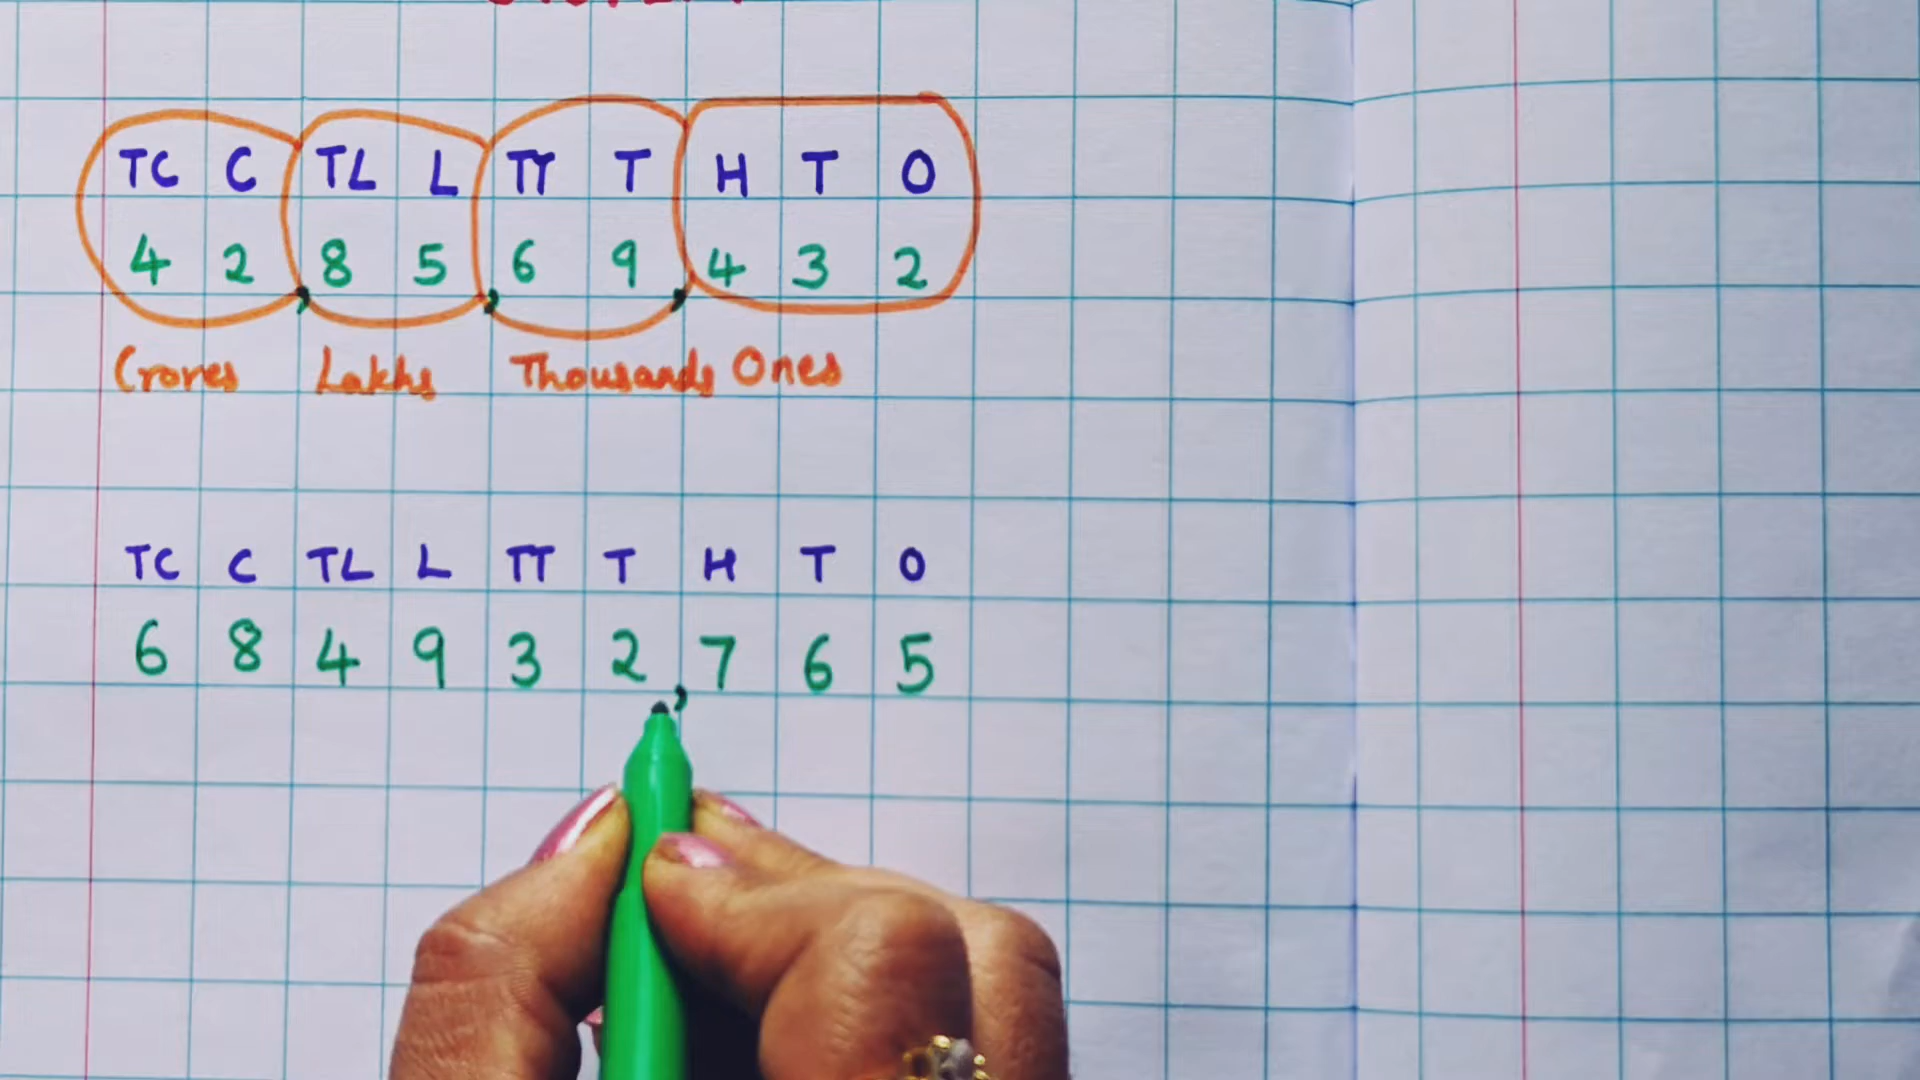 TC C TL L TT T H T O
4 2, 8 5, 6 9, 4 3 2
Crores Lakhs Thousands Ones
TC C TL L TT T H T O
6 8 4 9 3 2, 7 6 5